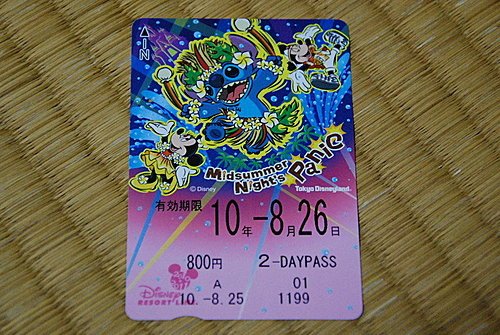 IN
Midsummer
Night's
Panic
© Disney
Tokyo Disneyland.
有効期限 10年-8月26日
800円 2-DAYPASS
A 01
Disney 10.-8.25 1199
RESORT